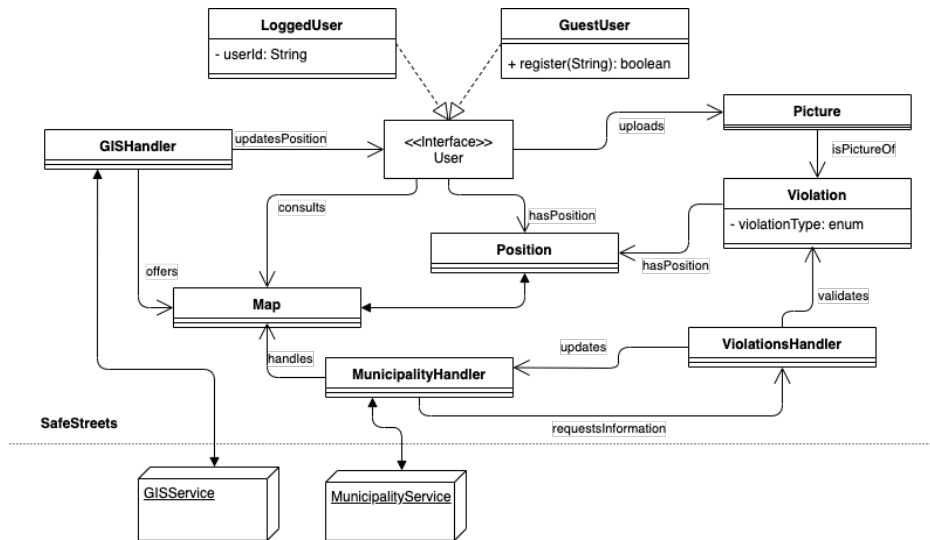 LoggedUser
- userId: String
GuestUser
+ register(String): boolean
GISHandler
updatesPosition
<<Interface>>
User
uploads
Picture
isPictureOf
consults
hasPosition
Violation
- violationType: enum
Position
hasPosition
offers
Map
validates
handles
MunicipalityHandler
updates
ViolationsHandler
requestsInformation
SafeStreets
GISService
MunicipalityService